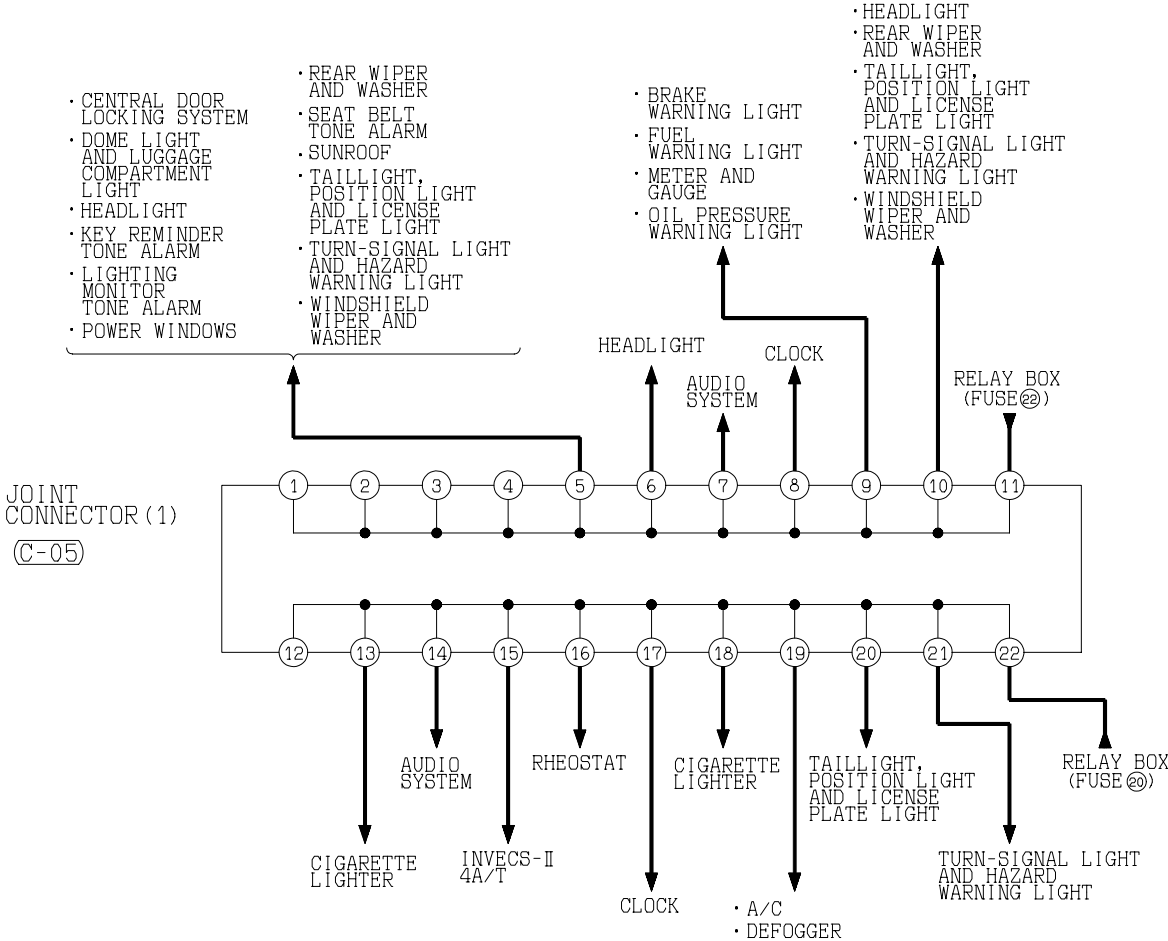 · CENTRAL DOOR
LOCKING SYSTEM
· DOME LIGHT
AND LUGGAGE
COMPARTMENT
LIGHT
· HEADLIGHT
· KEY REMINDER
TONE ALARM
· LIGHTING
MONITOR
TONE ALARM
· POWER WINDOWS
· REAR WIPER
AND WASHER
· SEAT BELT
TONE ALARM
· SUNROOF
· TAILLIGHT,
POSITION LIGHT
AND LICENSE
PLATE LIGHT
· TURN-SIGNAL LIGHT
AND HAZARD
WARNING LIGHT
· WINDSHIELD
WIPER AND
WASHER
· BRAKE
WARNING LIGHT
· FUEL
WARNING LIGHT
· METER AND
GAUGE
· OIL PRESSURE
WARNING LIGHT
· HEADLIGHT
· REAR WIPER
AND WASHER
· TAILLIGHT,
POSITION LIGHT
AND LICENSE
PLATE LIGHT
· TURN-SIGNAL LIGHT
AND HAZARD
WARNING LIGHT
· WINDSHIELD
WIPER AND
WASHER
HEADLIGHT
AUDIO
SYSTEM
CLOCK
RELAY BOX
(FUSE㉒)
JOINT
CONNECTOR(1)
C-05
1 2 3 4 5 6 7 8 9 10 11
12 13 14 15 16 17 18 19 20 21 22
CIGARETTE
LIGHTER
AUDIO
SYSTEM
INVECS-Ⅱ
4A/T
RHEOSTAT
CLOCK
CIGARETTE
LIGHTER
· A/C
· DEFOGGER
TAILLIGHT,
POSITION LIGHT
AND LICENSE
PLATE LIGHT
TURN-SIGNAL LIGHT
AND HAZARD
WARNING LIGHT
RELAY BOX
(FUSE⑳)